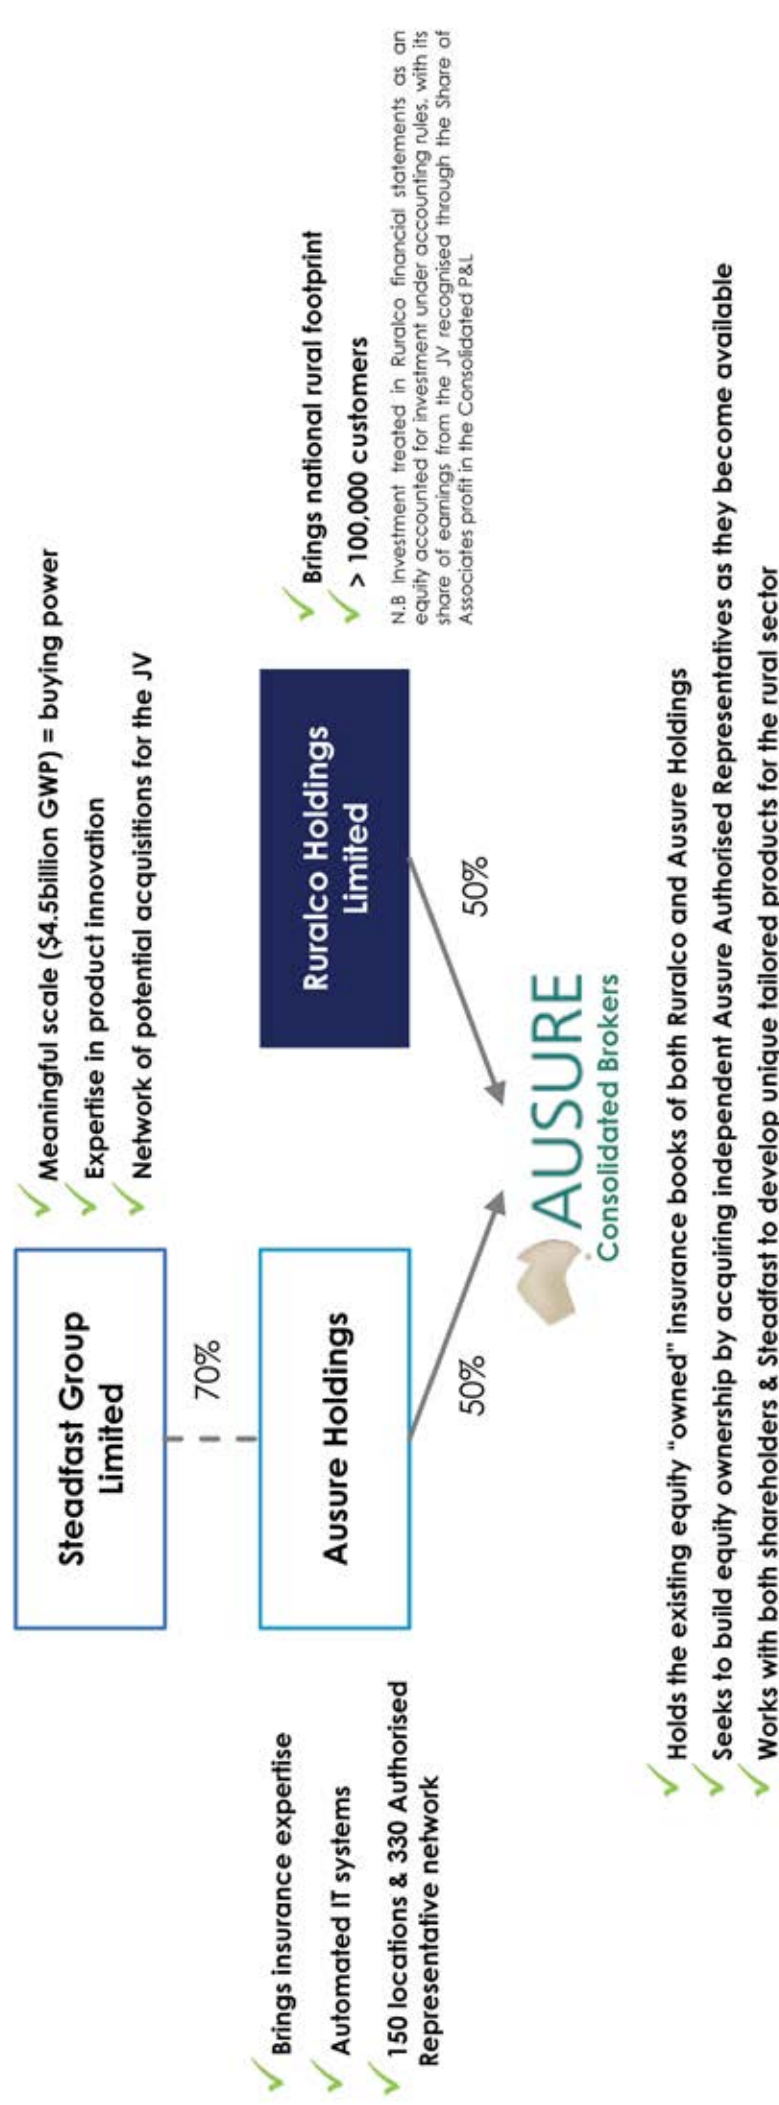 Steadfast Group
Limited
Meaningful scale ($4.5billion GWP) = buying power
Expertise in product innovation
Network of potential acquisitions for the JV
70%
Brings insurance expertise
Automated IT systems
150 locations & 330 Authorised
Representative network
Ausure Holdings
Ruralco Holdings
Limited
Brings national rural footprint
> 100,000 customers
N.B Investment treated in Ruralco financial statements as an
equity accounted for investment under accounting rules, with its
share of earnings from the JV recognised through the Share of
Associates profit in the Consolidated P&L
50%
50%
AUSURE
Consolidated Brokers
Holds the existing equity "owned" insurance books of both Ruralco and Ausure Holdings
Seeks to build equity ownership by acquiring independent Ausure Authorised Representatives as they become available
Works with both shareholders & Steadfast to develop unique tailored products for the rural sector